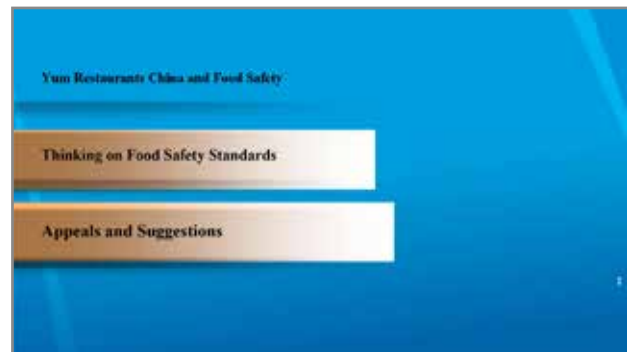 Yum Restaurants China and Food Safety
Thinking on Food Safety Standards
Appeals and Suggestions